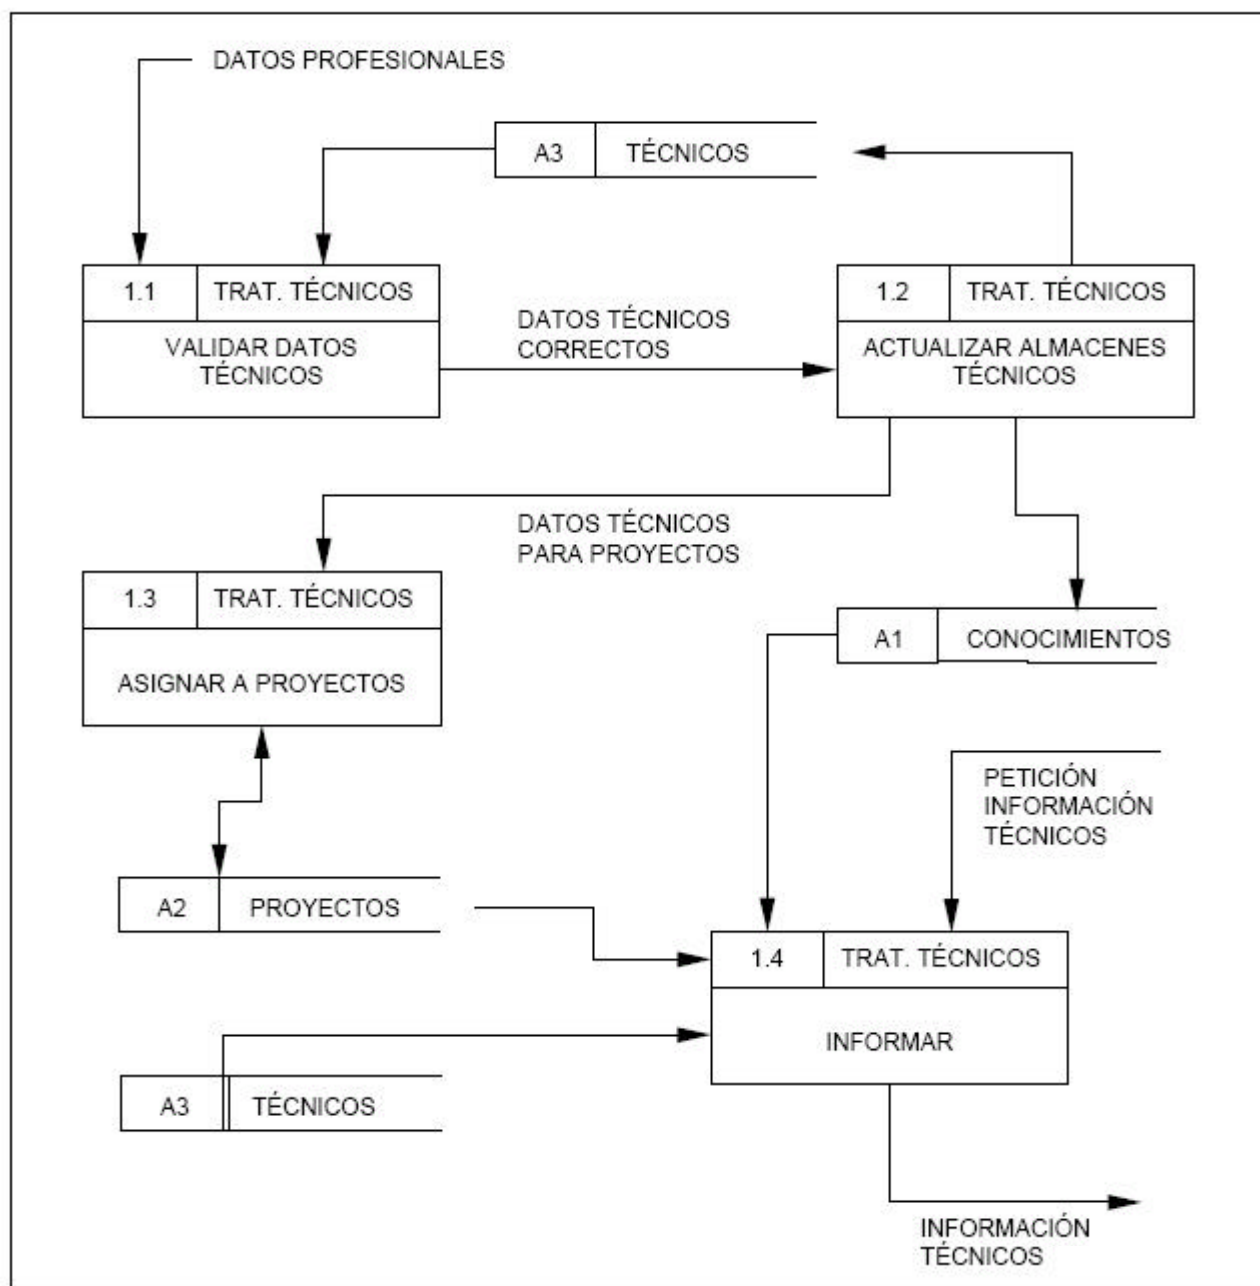 DATOS PROFESIONALES
A3 TÉCNICOS
1.1 TRAT. TÉCNICOS
VALIDAR DATOS
TÉCNICOS
DATOS TÉCNICOS
CORRECTOS
1.2 TRAT. TÉCNICOS
ACTUALIZAR ALMACENES
TÉCNICOS
DATOS TÉCNICOS
PARA PROYECTOS
1.3 TRAT. TÉCNICOS
ASIGNAR A PROYECTOS
A1 CONOCIMIENTOS
PETICIÓN
INFORMACIÓN
TÉCNICOS
A2 PROYECTOS
1.4 TRAT. TÉCNICOS
INFORMAR
A3 TÉCNICOS
INFORMACIÓN
TÉCNICOS